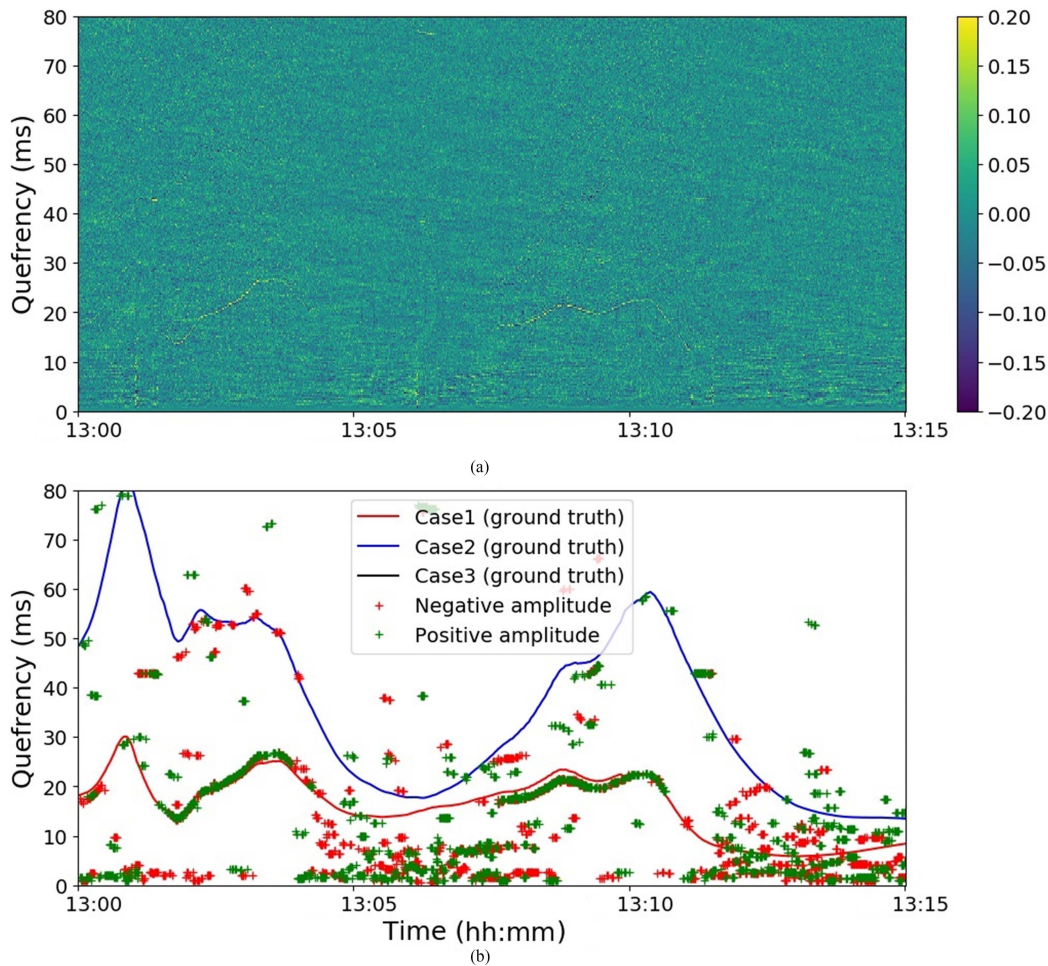 80
70
60
50
40
30
20
10
0
Quefrency (ms)
13:00 13:05 13:10 13:15
0.20
0.15
0.10
0.05
0.00
−0.05
−0.10
−0.15
−0.20
(a)
80
70
60
50
40
30
20
10
0
Quefrency (ms)
Case1 (ground truth)
Case2 (ground truth)
Case3 (ground truth)
Negative amplitude
Positive amplitude
13:00 13:05 13:10 13:15
Time (hh:mm)
(b)